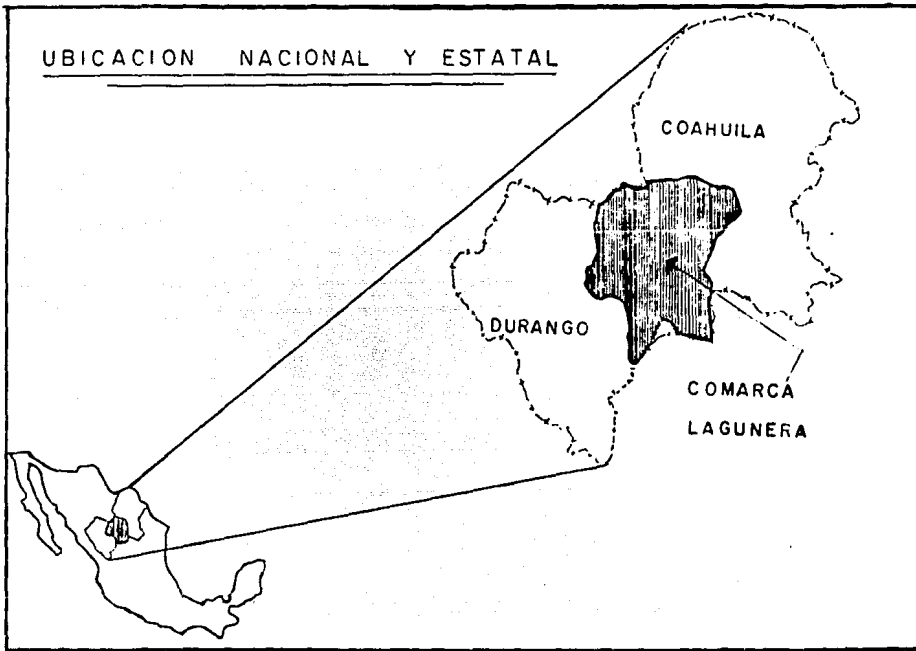 UBICACION NACIONAL Y ESTATAL
COAHUILA
DURANGO
COMARCA
LAGUNERA